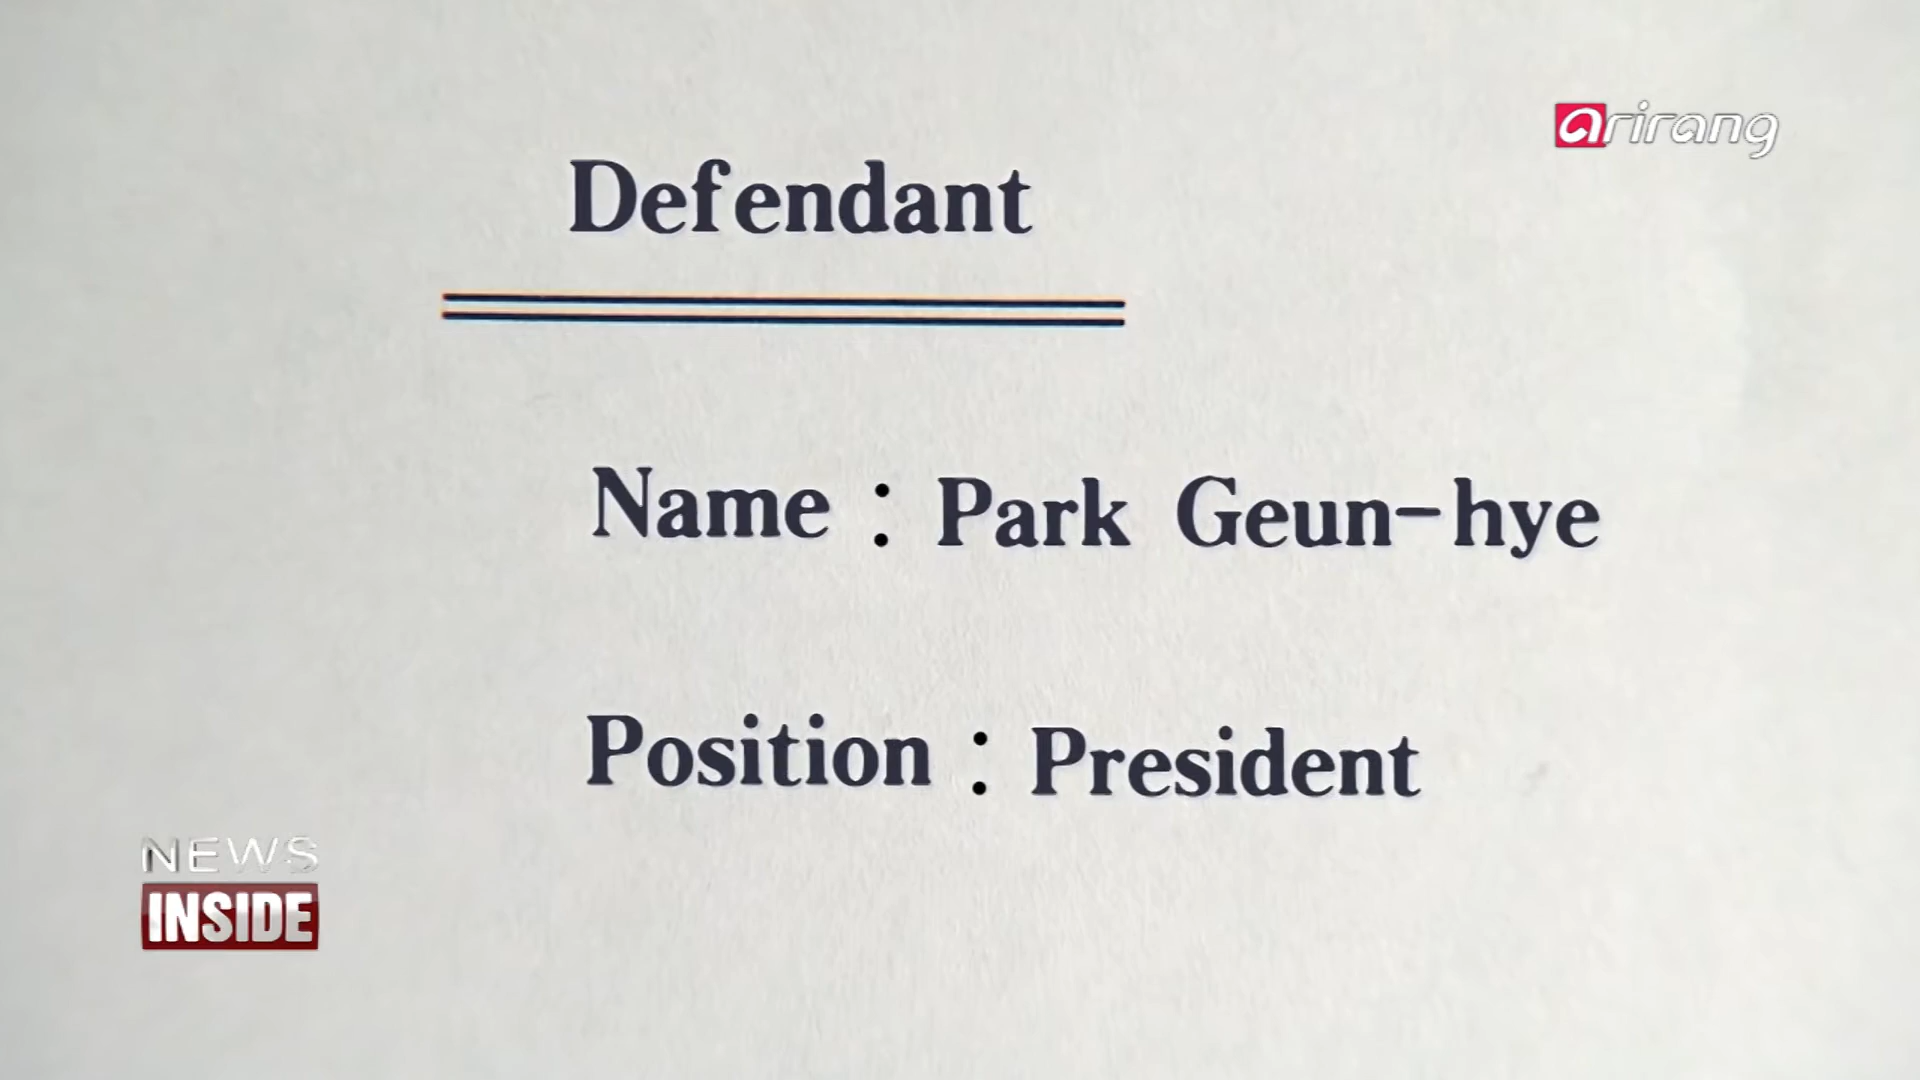 arirang
Defendant
Name : Park Geun-hye
Position : President
NEWS
INSIDE